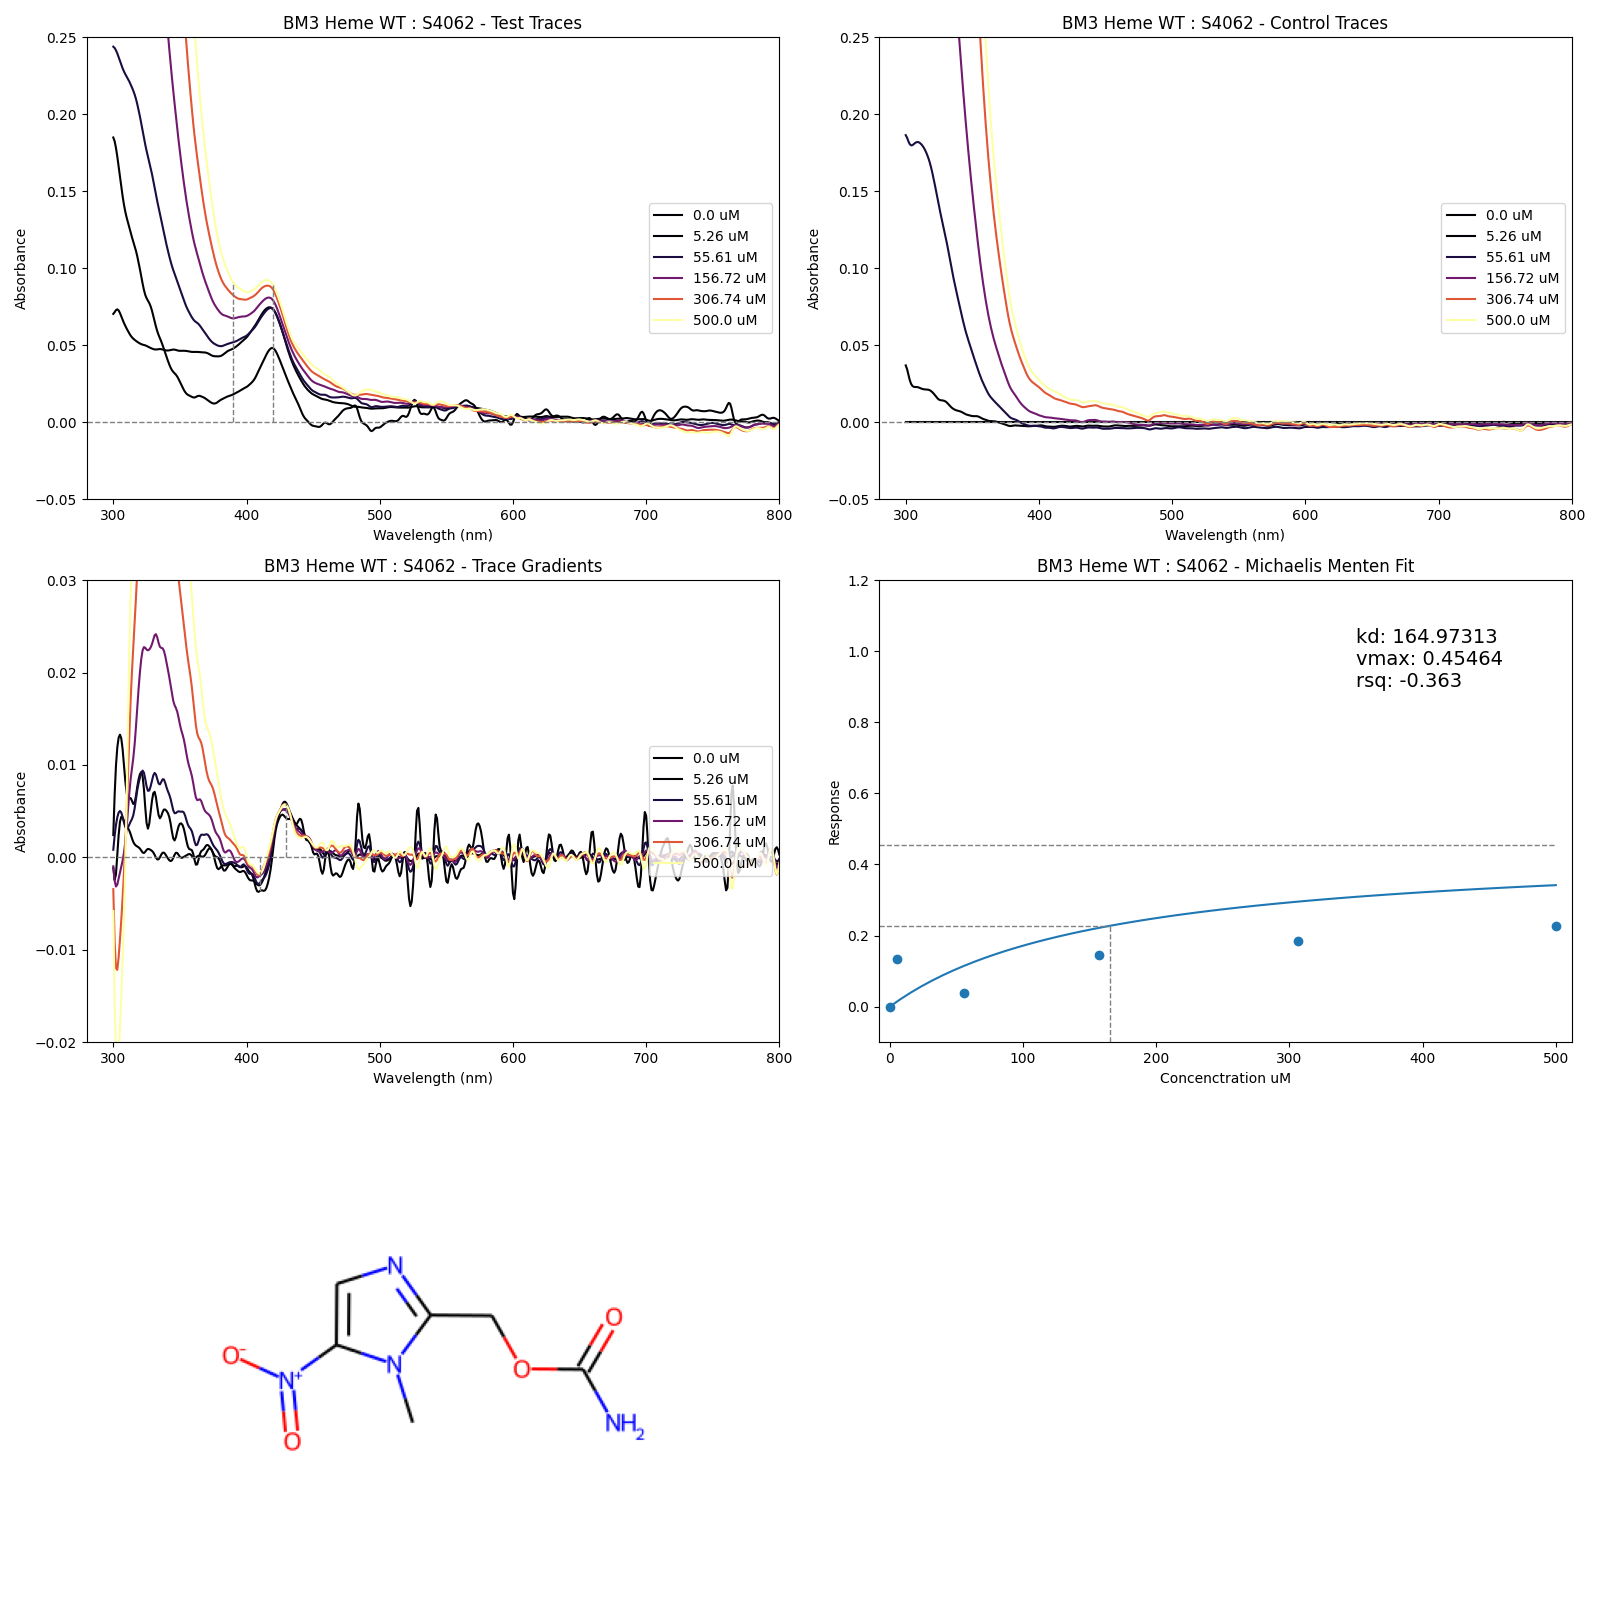 BM3 Heme WT : S4062 - Test Traces
0.25
0.20
0.15
0.10
0.05
0.00
−0.05
Absorbance
300 400 500 600 700 800
Wavelength (nm)
0.0 uM
5.26 uM
55.61 uM
156.72 uM
306.74 uM
500.0 uM
BM3 Heme WT : S4062 - Control Traces
0.25
0.20
0.15
0.10
0.05
0.00
−0.05
Absorbance
300 400 500 600 700 800
Wavelength (nm)
0.0 uM
5.26 uM
55.61 uM
156.72 uM
306.74 uM
500.0 uM
BM3 Heme WT : S4062 - Trace Gradients
0.03
0.02
0.01
0.00
−0.01
−0.02
Absorbance
300 400 500 600 700 800
Wavelength (nm)
0.0 uM
5.26 uM
55.61 uM
156.72 uM
306.74 uM
500.0 uM
BM3 Heme WT : S4062 - Michaelis Menten Fit
1.2
1.0
0.8
0.6
0.4
0.2
0.0
Response
0 100 200 300 400 500
Concenctration uM
kd: 164.97313
vmax: 0.45464
rsq: -0.363
N
O
O-
N+
N
O
O
NH2